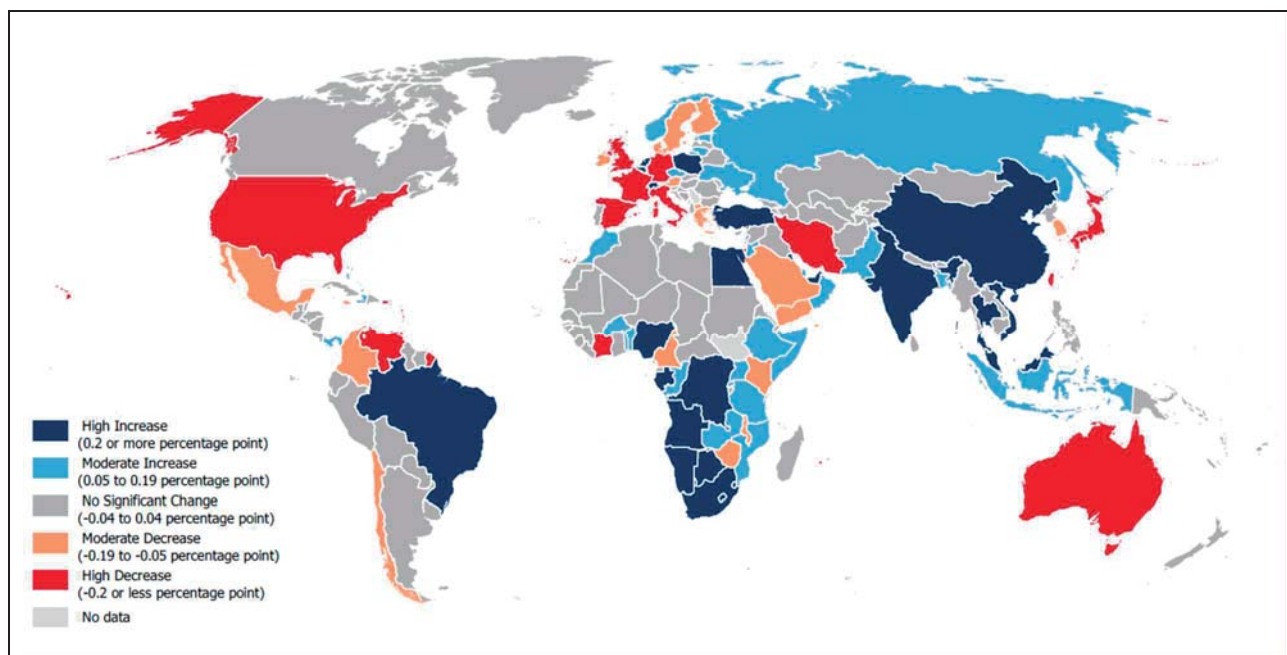 High Increase
(0.2 or more percentage point)
Moderate Increase
(0.05 to 0.19 percentage point)
No Significant Change
(-0.04 to 0.04 percentage point)
Moderate Decrease
(-0.19 to -0.05 percentage point)
High Decrease
(-0.2 or less percentage point)
No data